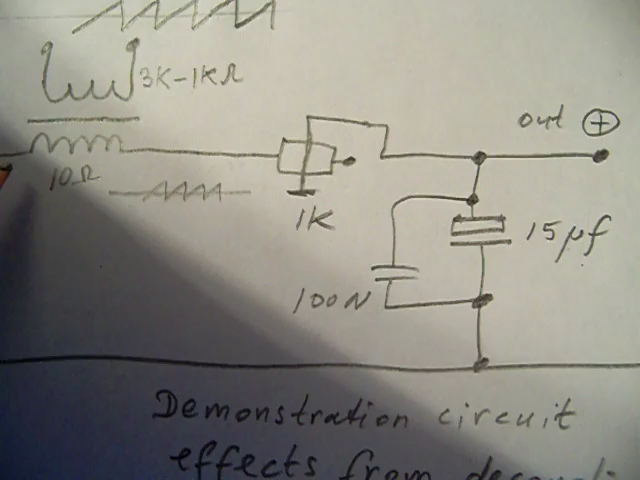 3K-1KΩ
out ⊕
10Ω
1K
15µf
100N
Demonstration circuit
effects from